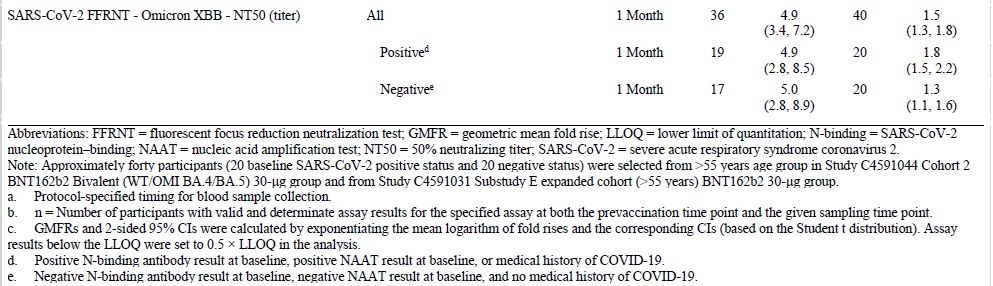 SARS-CoV-2 FFRNT - Omicron XBB - NT50 (titer) All 1 Month 36 4.9 40 1.5
(3.4, 7.2) (1.3, 1.8)
Positiveᵈ 1 Month 19 4.9 20 1.8
(2.8, 8.5) (1.5, 2.2)
Negativeᵉ 1 Month 17 5.0 20 1.3
(2.8, 8.9) (1.1, 1.6)
Abbreviations: FFRNT = fluorescent focus reduction neutralization test; GMFR = geometric mean fold rise; LLOQ = lower limit of quantitation; N-binding = SARS-CoV-2
nucleoprotein–binding; NAAT = nucleic acid amplification test; NT50 = 50% neutralizing titer; SARS-CoV-2 = severe acute respiratory syndrome coronavirus 2.
Note: Approximately forty participants (20 baseline SARS-CoV-2 positive status and 20 negative status) were selected from >55 years age group in Study C4591044 Cohort 2
BNT162b2 Bivalent (WT/OMI BA.4/BA.5) 30-μg group and from Study C4591031 Substudy E expanded cohort (>55 years) BNT162b2 30-μg group.
a. Protocol-specified timing for blood sample collection.
b. n = Number of participants with valid and determinate assay results for the specified assay at both the prevaccination time point and the given sampling time point.
c. GMFRs and 2-sided 95% CIs were calculated by exponentiating the mean logarithm of fold rises and the corresponding CIs (based on the Student t distribution). Assay
results below the LLOQ were set to 0.5 × LLOQ in the analysis.
d. Positive N-binding antibody result at baseline, positive NAAT result at baseline, or medical history of COVID-19.
e. Negative N-binding antibody result at baseline, negative NAAT result at baseline, and no medical history of COVID-19.